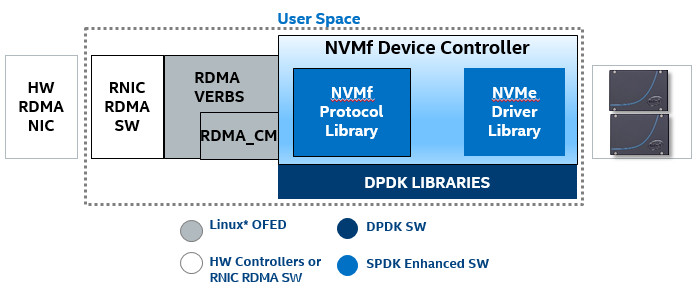 User Space
NVMf Device Controller
HW
RDMA
NIC
RNIC
RDMA
SW
RDMA
VERBS
RDMA_CM
NVMf
Protocol
Library
NVMe
Driver
Library
DPDK LIBRARIES
Linux* OFED
DPDK SW
HW Controllers or
RNIC RDMA SW
SPDK Enhanced SW